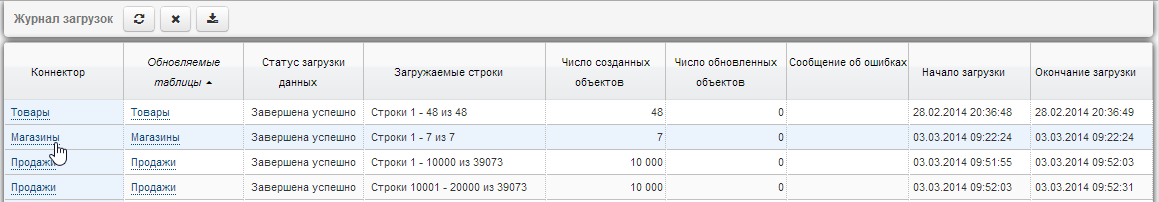 Журнал загрузок
Коннектор Обновляемые таблицы Статус загрузки данных Загружаемые строки Число созданных объектов Число обновленных объектов Сообщение об ошибках Начало загрузки Окончание загрузки
Товары Товары Завершена успешно Строки 1 - 48 из 48 48 0 28.02.2014 20:36:48 28.02.2014 20:36:49
Магазины Магазины Завершена успешно Строки 1 - 7 из 7 7 0 03.03.2014 09:22:24 03.03.2014 09:22:24
Продажи Продажи Завершена успешно Строки 1 - 10000 из 39073 10 000 0 03.03.2014 09:51:55 03.03.2014 09:52:03
Продажи Продажи Завершена успешно Строки 10001 - 20000 из 39073 10 000 0 03.03.2014 09:52:03 03.03.2014 09:52:31